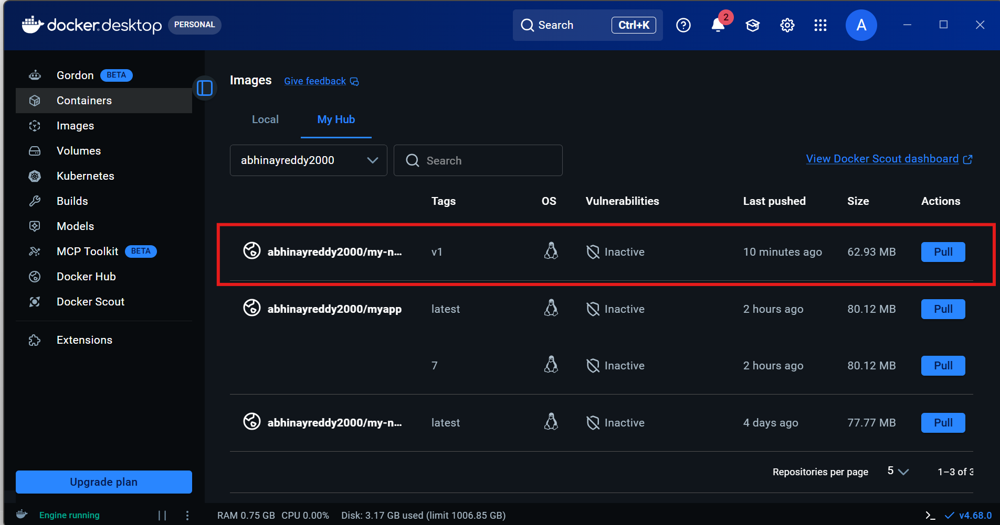 docker.desktop PERSONAL Search Ctrl+K 2 A
Gordon BETA
Containers
Images
Volumes
Kubernetes
Builds
Models
MCP Toolkit BETA
Docker Hub
Docker Scout
Extensions
Upgrade plan
Images Give feedback
Local My Hub
abhinayreddy2000 Search View Docker Scout dashboard
Tags OS Vulnerabilities Last pushed Size Actions
abhinayreddy2000/my-n... v1 Inactive 10 minutes ago 62.93 MB Pull
abhinayreddy2000/myapp latest Inactive 2 hours ago 80.12 MB Pull
7 Inactive 2 hours ago 80.12 MB Pull
abhinayreddy2000/my-n... latest Inactive 4 days ago 77.77 MB Pull
Repositories per page 5 1–3 of 3
Engine running RAM 0.75 GB CPU 0.00% Disk: 3.17 GB used (limit 1006.85 GB) v4.68.0